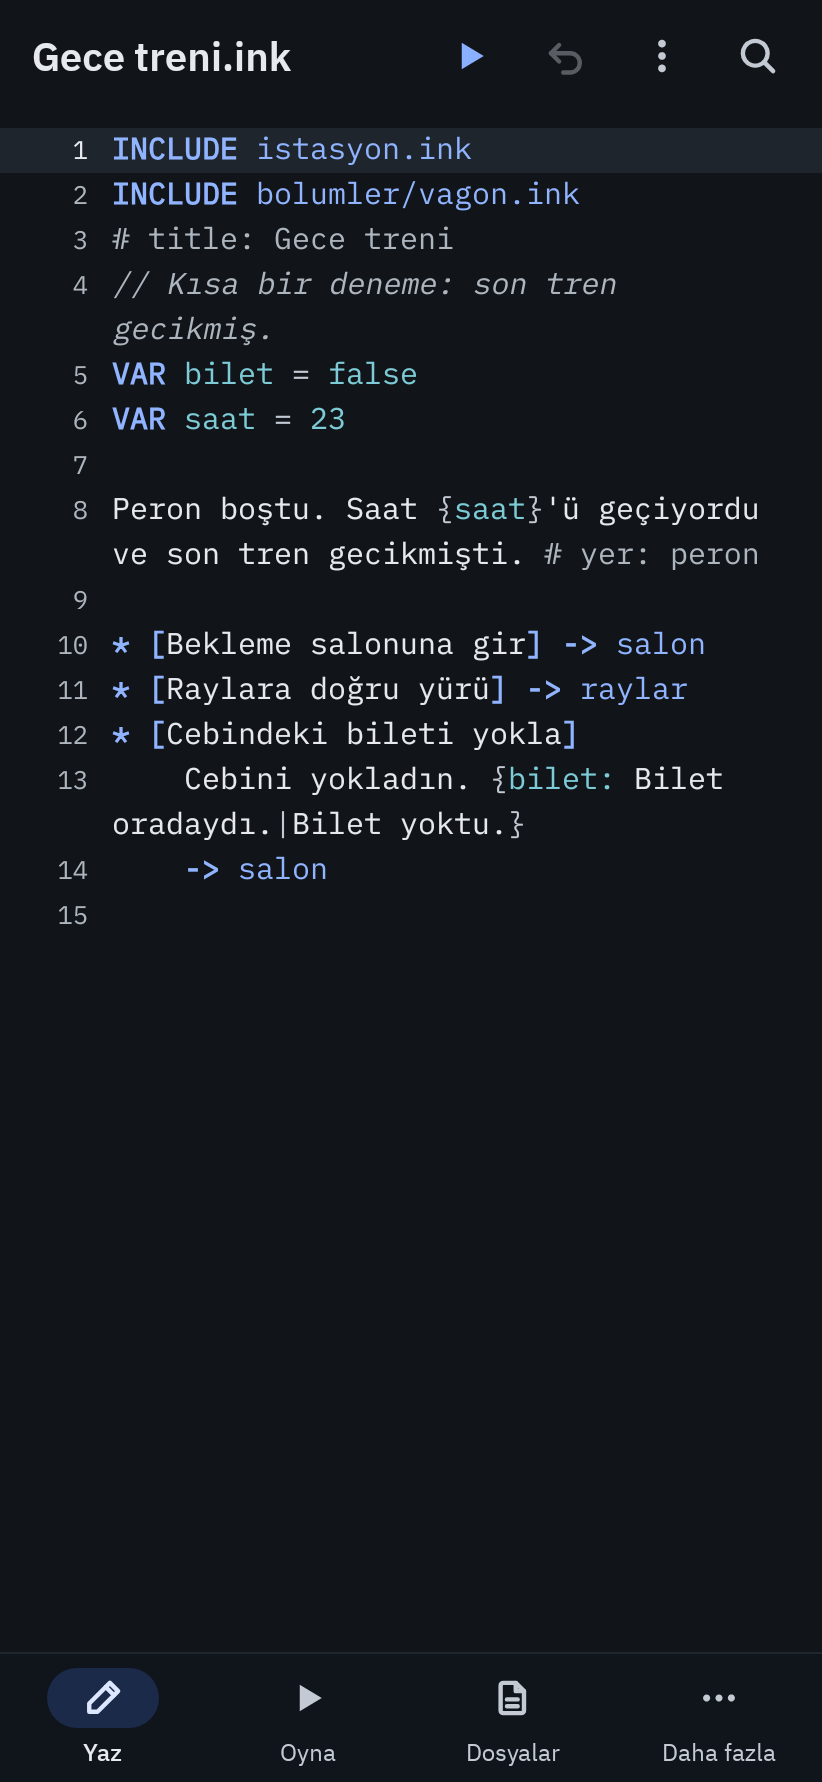 Gece treni.ink
1 INCLUDE istasyon.ink
2 INCLUDE bolumler/vagon.ink
3 # title: Gece treni
4 // Kısa bir deneme: son tren
gecikmiş.
5 VAR bilet = false
6 VAR saat = 23
7
8 Peron boştu. Saat {saat}'ü geçiyordu
ve son tren gecikmişti. # yer: peron
9
10 * [Bekleme salonuna gir] -> salon
11 * [Raylara doğru yürü] -> raylar
12 * [Cebindeki bileti yokla]
13     Cebini yokladın. {bilet: Bilet
oradaydı.|Bilet yoktu.}
14     -> salon
15
Yaz
Oyna
Dosyalar
Daha fazla